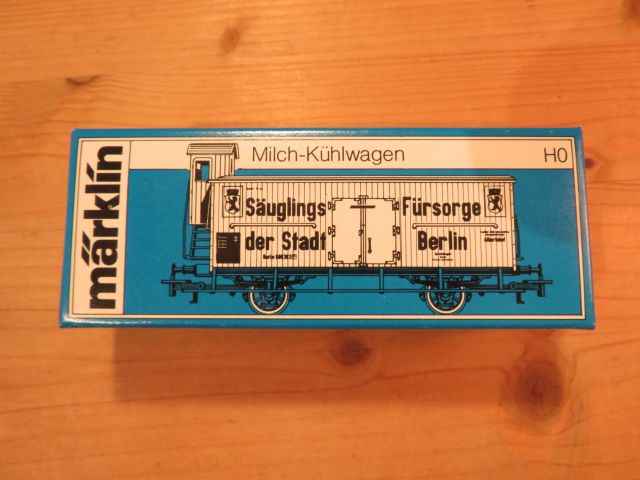 märklin
Milch-Kühlwagen
H0
Säuglings Fürsorge
der Stadt Berlin